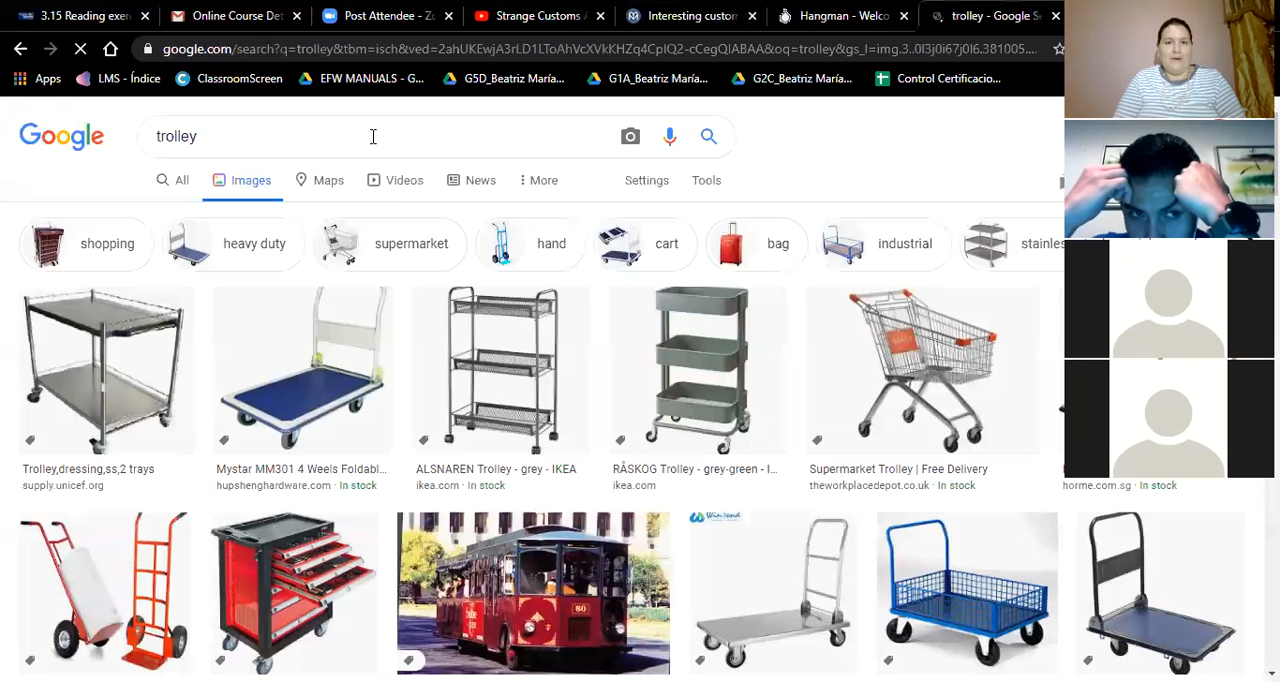 3.15 Reading exer
Online Course Det
Post Attendee - Zo
Strange Customs A
Interesting custom
Hangman - Welco
trolley - Google Se
google.com/search?q=trolley&tbm=isch&ved=2ahUKEwjA3rLD1LToAhVcXVkKHZq4CpIQ2-cCegQIABAA&oq=trolley&gs_l=img.3..0l3j0i67j0l6.381005....
Apps
LMS - Índice
ClassroomScreen
EFW MANUALS - G...
G5D_Beatriz María...
G1A_Beatriz María...
G2C_Beatriz María...
Control Certificacio...
Google
trolley
All
Images
Maps
Videos
News
More
Settings
Tools
shopping
heavy duty
supermarket
hand
cart
bag
industrial
stainles
Trolley,dressing,ss,2 trays
supply.unicef.org
Mystar MM301 4 Weels Foldabl...
hupshenghardware.com · In stock
ALSNAREN Trolley - grey - IKEA
ikea.com · In stock
RÅSKOG Trolley - grey-green - I...
ikea.com
Supermarket Trolley | Free Delivery
theworkplacedepot.co.uk · In stock
horme.com.sg · In stock
80